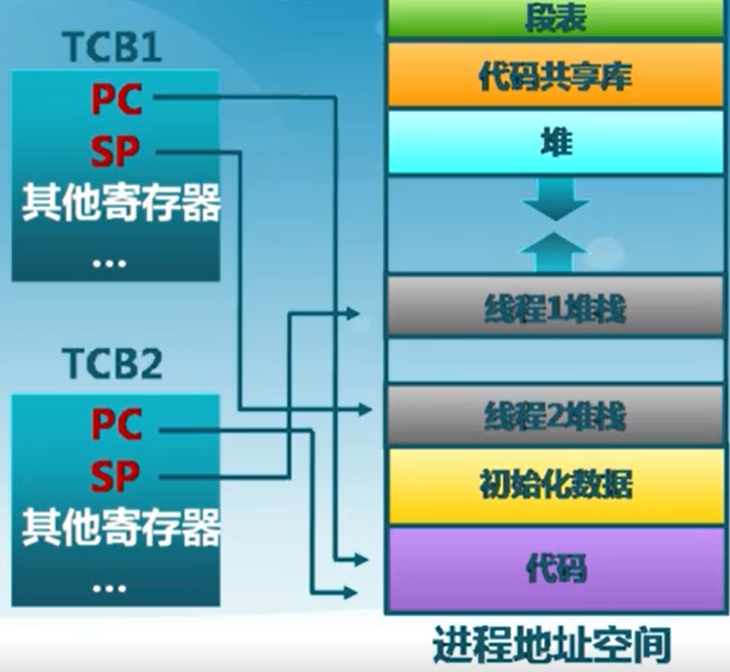 TCB1
PC
SP
其他寄存器
...
TCB2
PC
SP
其他寄存器
...
段表
代码共享库
堆
线程1堆栈
线程2堆栈
初始化数据
代码
进程地址空间